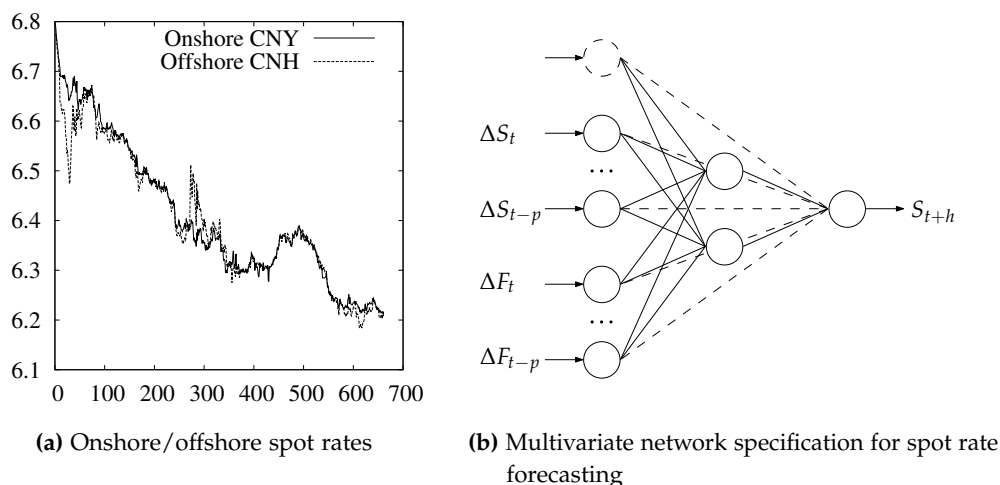 6.8
6.7
6.6
6.5
6.4
6.3
6.2
6.1
0 100 200 300 400 500 600 700
Onshore CNY
Offshore CNH
(a) Onshore/offshore spot rates
ΔS_t
...
ΔS_{t−p}
ΔF_t
...
ΔF_{t−p}
S_{t+h}
(b) Multivariate network specification for spot rate
forecasting